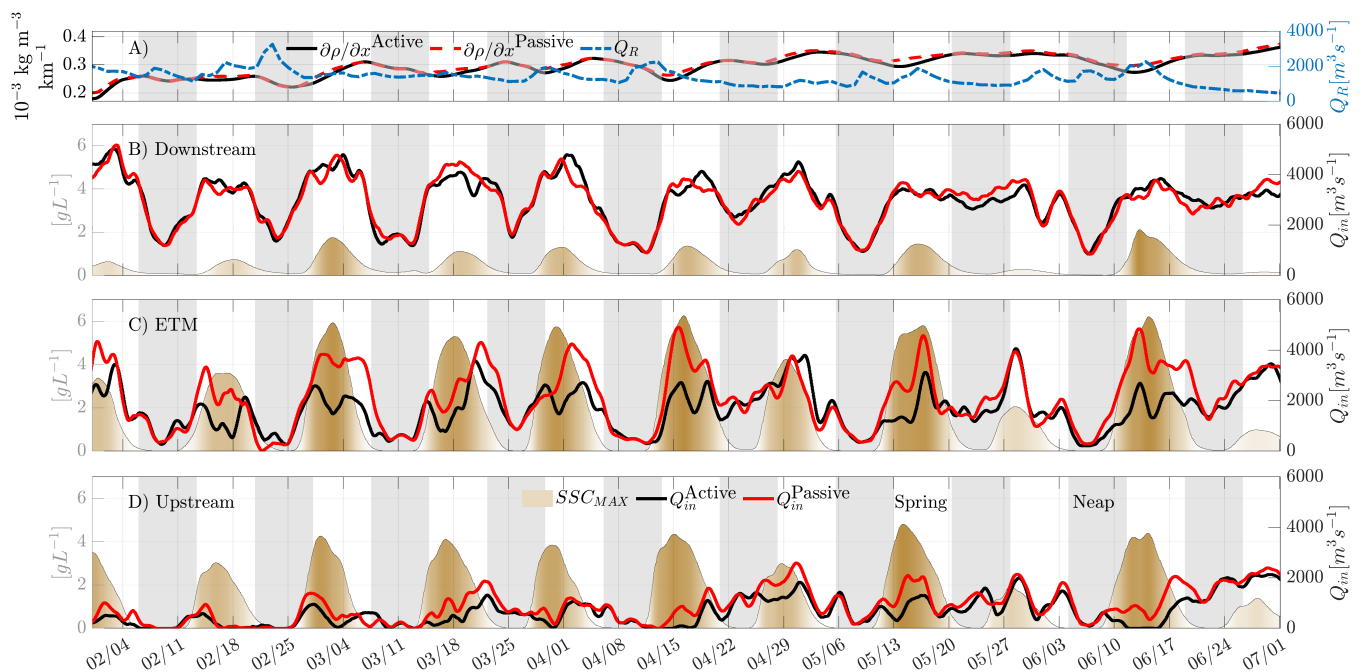 A) ∂ρ/∂x^Active ∂ρ/∂x^Passive Q_R
10^−3 kg m^−3
km^−1
0.4
0.3
0.2
4000
2000
0
Q_R[m^3s^−1]
B) Downstream
[gL^−1]
6
4
2
0
6000
4000
2000
0
Q_in[m^3s^−1]
C) ETM
[gL^−1]
6
4
2
0
6000
4000
2000
0
Q_in[m^3s^−1]
D) Upstream SSC_MAX Q_in^Active Q_in^Passive Spring Neap
[gL^−1]
6
4
2
0
6000
4000
2000
0
Q_in[m^3s^−1]
02/04 02/11 02/18 02/25 03/04 03/11 03/18 03/25 04/01 04/08 04/15 04/22 04/29 05/06 05/13 05/20 05/27 06/03 06/10 06/17 06/24 07/01